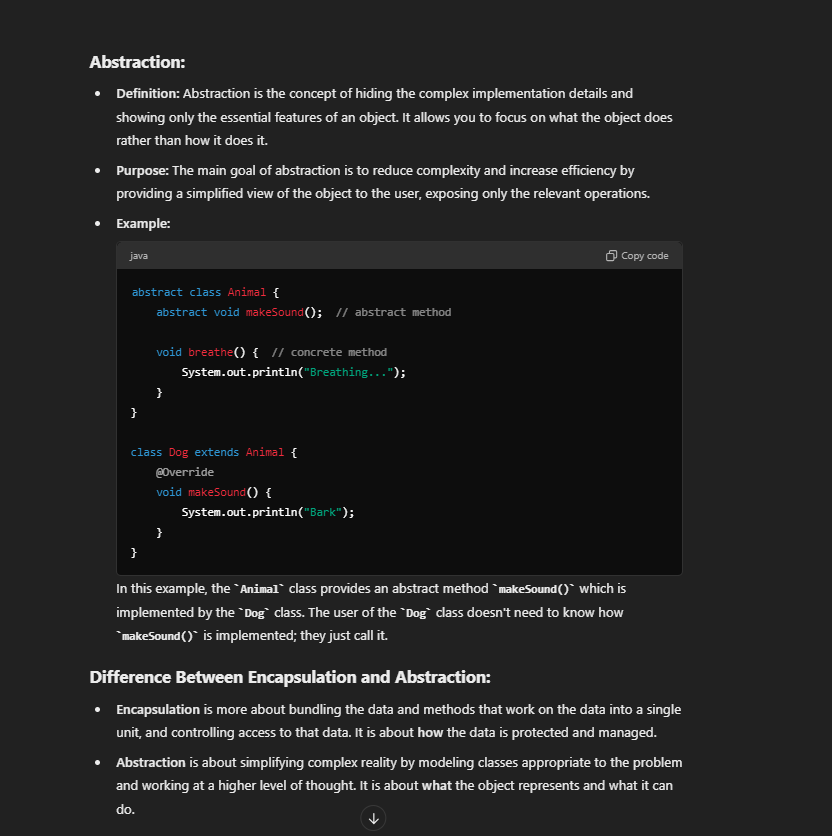 Abstraction:
• Definition: Abstraction is the concept of hiding the complex implementation details and
showing only the essential features of an object. It allows you to focus on what the object does
rather than how it does it.
• Purpose: The main goal of abstraction is to reduce complexity and increase efficiency by
providing a simplified view of the object to the user, exposing only the relevant operations.
• Example:
java Copy code
abstract class Animal {
    abstract void makeSound();  // abstract method
    void breathe() {  // concrete method
        System.out.println("Breathing...");
    }
}
class Dog extends Animal {
    @Override
    void makeSound() {
        System.out.println("Bark");
    }
}
In this example, the `Animal` class provides an abstract method `makeSound()` which is
implemented by the `Dog` class. The user of the `Dog` class doesn't need to know how
`makeSound()` is implemented; they just call it.
Difference Between Encapsulation and Abstraction:
• Encapsulation is more about bundling the data and methods that work on the data into a single
unit, and controlling access to that data. It is about how the data is protected and managed.
• Abstraction is about simplifying complex reality by modeling classes appropriate to the problem
and working at a higher level of thought. It is about what the object represents and what it can
do.